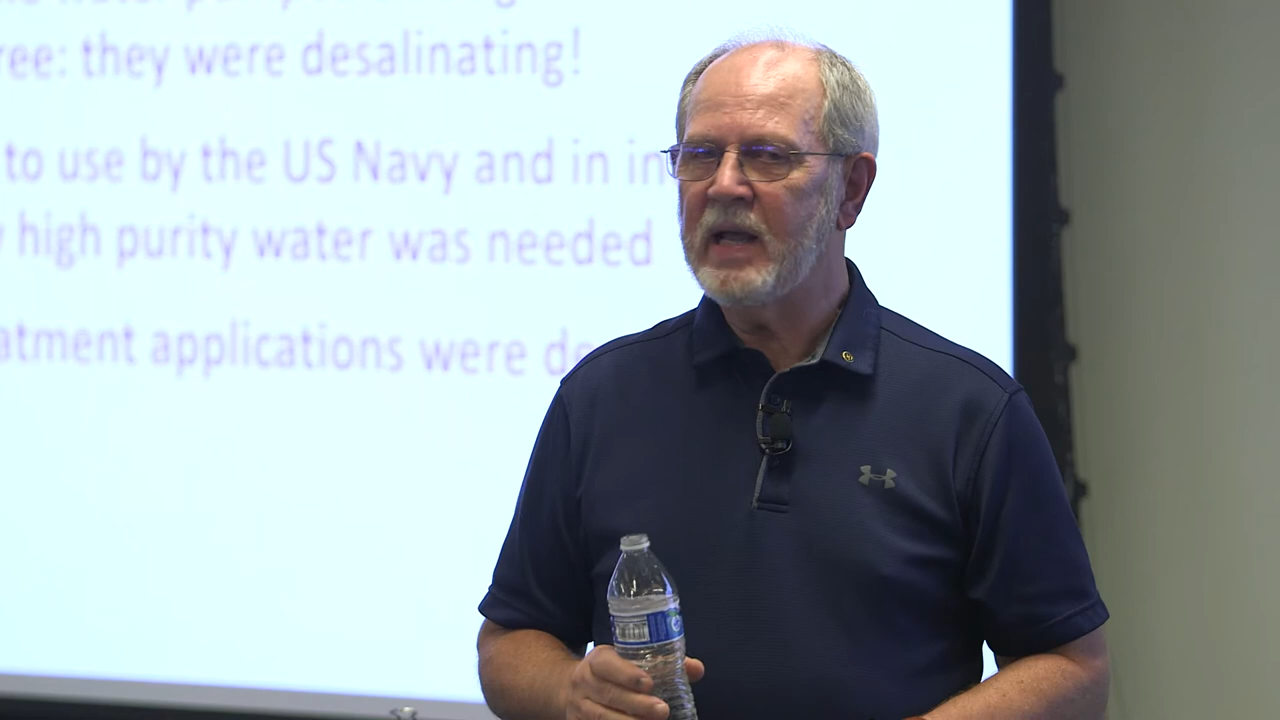 ree: they were desalinating!
to use by the US Navy and in in
high purity water was needed
atment applications were de